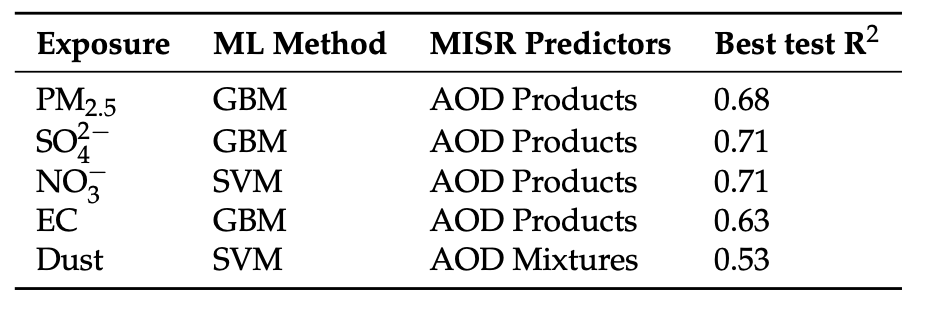 Exposure ML Method MISR Predictors Best test R²
PM₂.₅ GBM AOD Products 0.68
SO₄²⁻ GBM AOD Products 0.71
NO₃⁻ SVM AOD Products 0.71
EC GBM AOD Products 0.63
Dust SVM AOD Mixtures 0.53